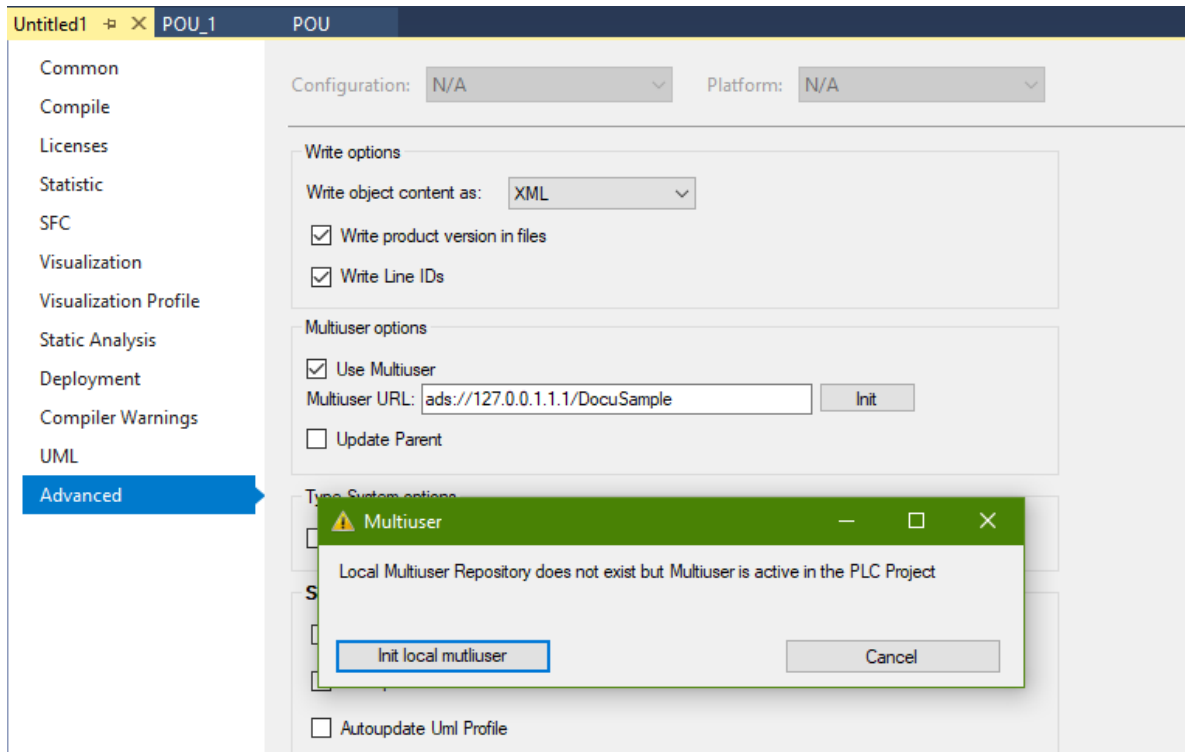 Untitled1 POU_1 POU
Common
Compile
Licenses
Statistic
SFC
Visualization
Visualization Profile
Static Analysis
Deployment
Compiler Warnings
UML
Advanced
Configuration: N/A Platform: N/A
Write options
Write object content as: XML
Write product version in files
Write Line IDs
Multiuser options
Use Multiuser
Multiuser URL: ads://127.0.0.1.1.1/DocuSample Init
Update Parent
Type System options
Multiuser
Local Multiuser Repository does not exist but Multiuser is active in the PLC Project
S
Init local mutliuser Cancel
Autoupdate Uml Profile